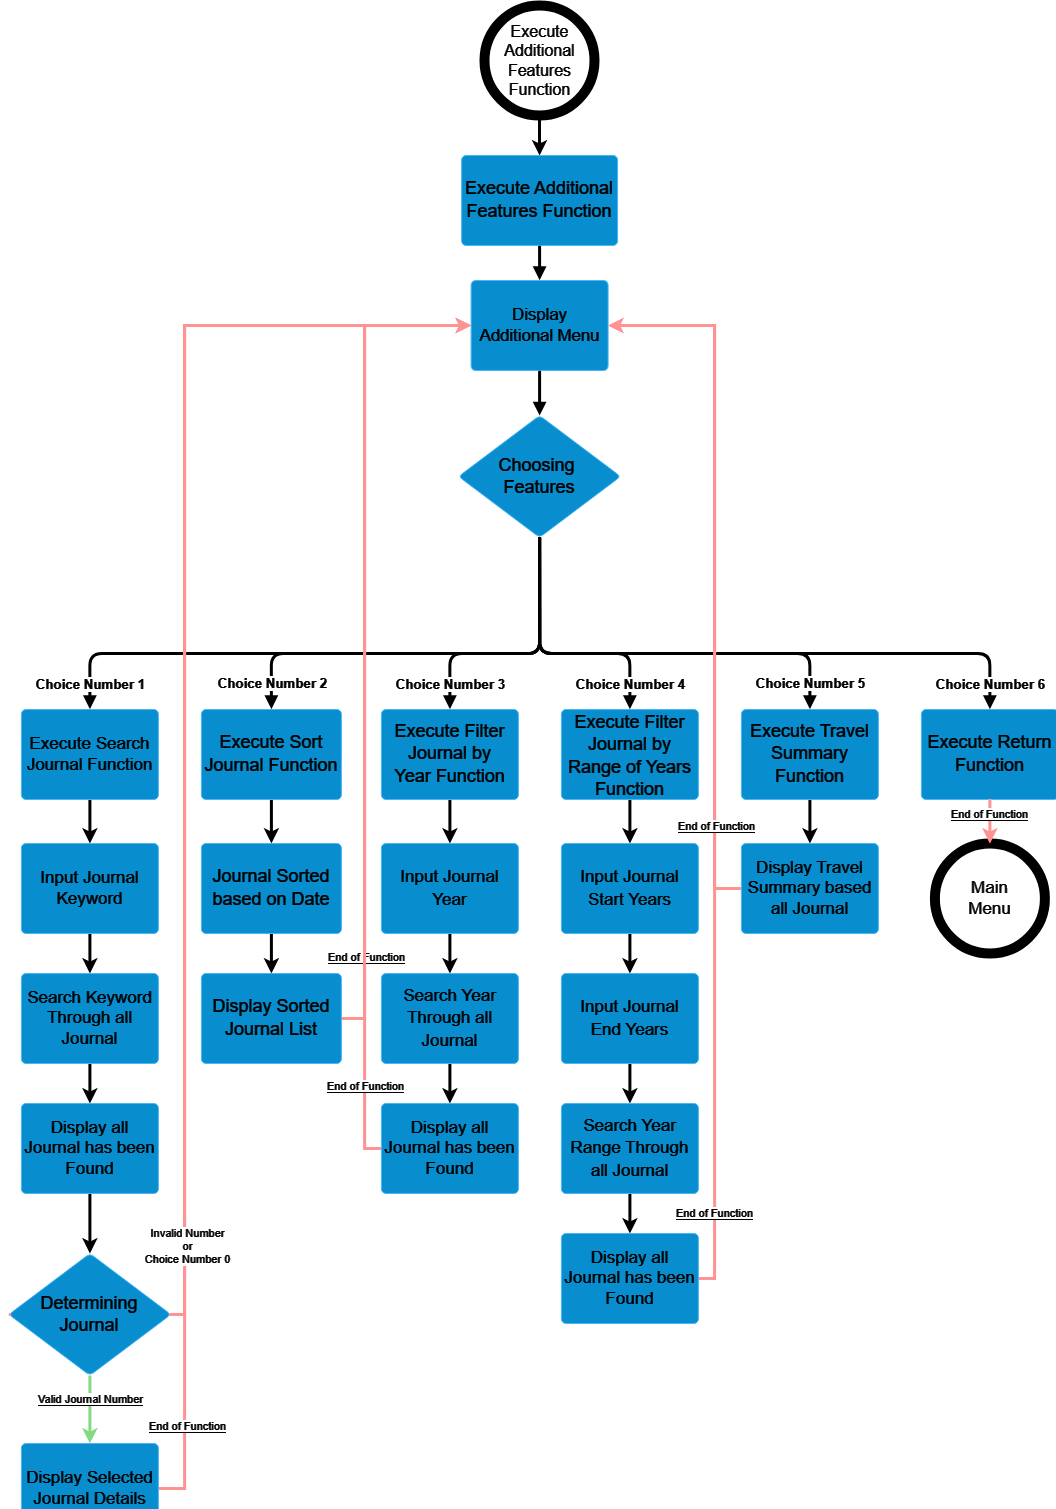 Execute
Additional
Features
Function
Execute Additional
Features Function
Display
Additional Menu
Choosing
Features
Choice Number 1
Choice Number 2
Choice Number 3
Choice Number 4
Choice Number 5
Choice Number 6
Execute Search
Journal Function
Execute Sort
Journal Function
Execute Filter
Journal by
Year Function
Execute Filter
Journal by
Range of Years
Function
Execute Travel
Summary
Function
Execute Return
Function
End of Function
End of Function
Input Journal
Keyword
Journal Sorted
based on Date
Input Journal
Year
Input Journal
Start Years
Display Travel
Summary based
all Journal
Main
Menu
End of Function
Search Keyword
Through all
Journal
Display Sorted
Journal List
Search Year
Through all
Journal
Input Journal
End Years
End of Function
Display all
Journal has been
Found
Display all
Journal has been
Found
Search Year
Range Through
all Journal
End of Function
Invalid Number
or
Choice Number 0
Display all
Journal has been
Found
Determining
Journal
Valid Journal Number
End of Function
Display Selected
Journal Details